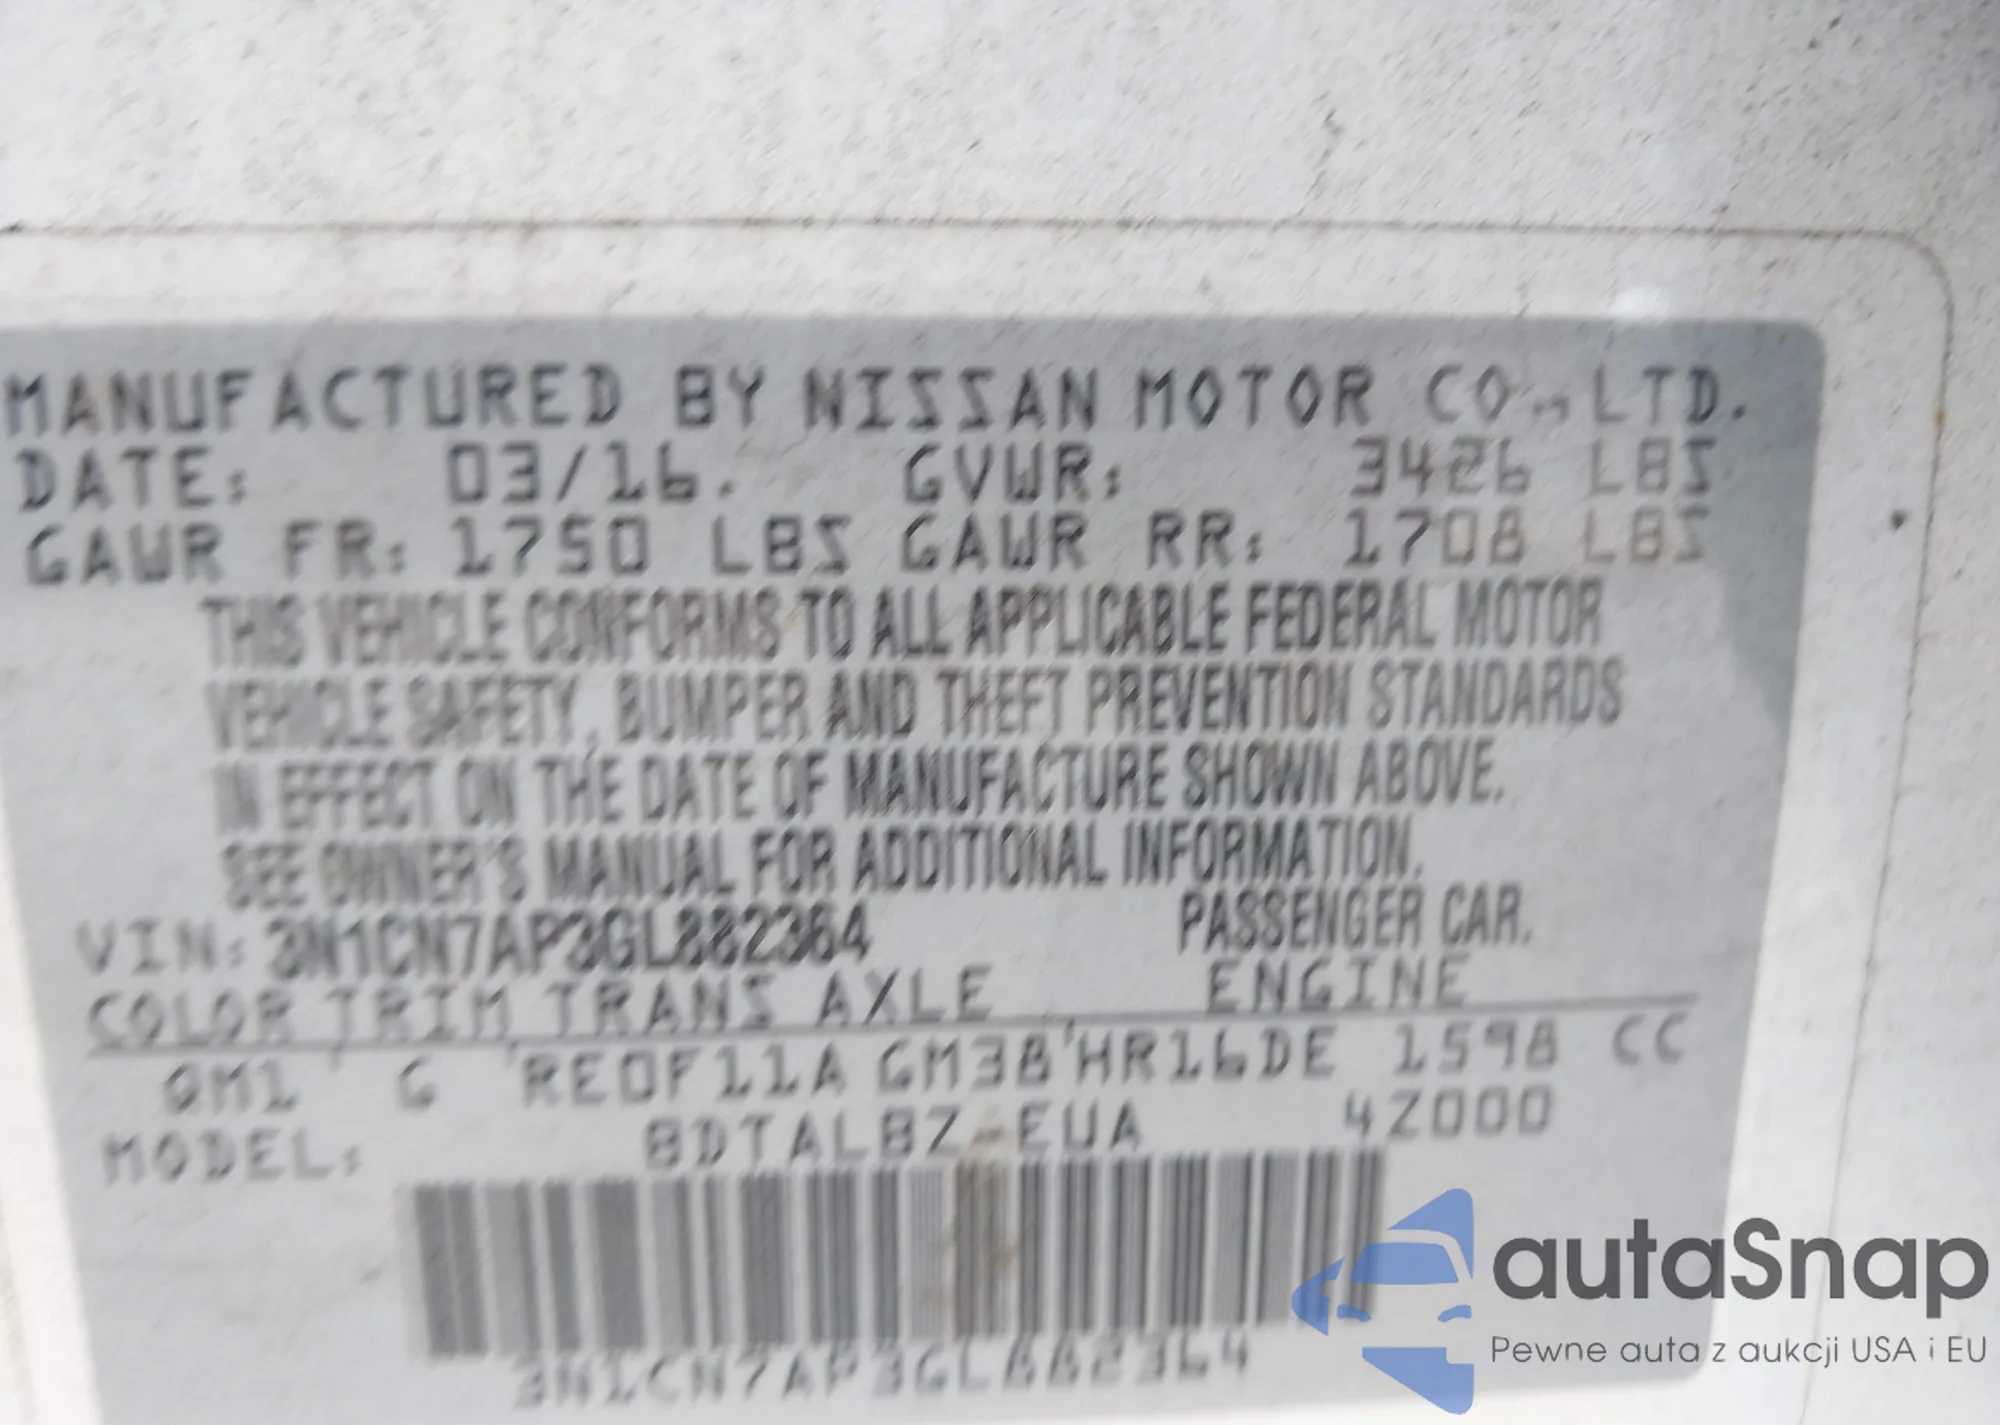 MANUFACTURED BY NISSAN MOTOR CO., LTD.
DATE: 03/16. GVWR: 3426 LBS
GAWR FR: 1750 LBS GAWR RR: 1708 LBS
THIS VEHICLE CONFORMS TO ALL APPLICABLE FEDERAL MOTOR
VEHICLE SAFETY, BUMPER AND THEFT PREVENTION STANDARDS
IN EFFECT ON THE DATE OF MANUFACTURE SHOWN ABOVE.
SEE OWNER'S MANUAL FOR ADDITIONAL INFORMATION.
VIN: 3N1CN7AP3GL882364 PASSENGER CAR.
COLOR TRIM TRANS AXLE ENGINE
QM1 G RE0F11A GM38 HR16DE 1598 CC
MODEL: BDTALBZ-EUA 4Z000
3N1CN7AP3GL882364
autaSnap
Pewne auta z aukcji USA i EU